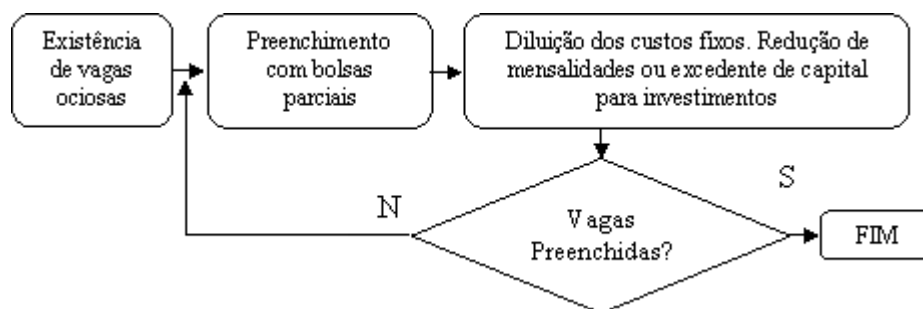 Existência
de vagas
ociosas
Preenchimento
com bolsas
parciais
Diluição dos custos fixos. Redução de
mensalidades ou excedente de capital
para investimentos
N
S
Vagas
Preenchidas?
FIM